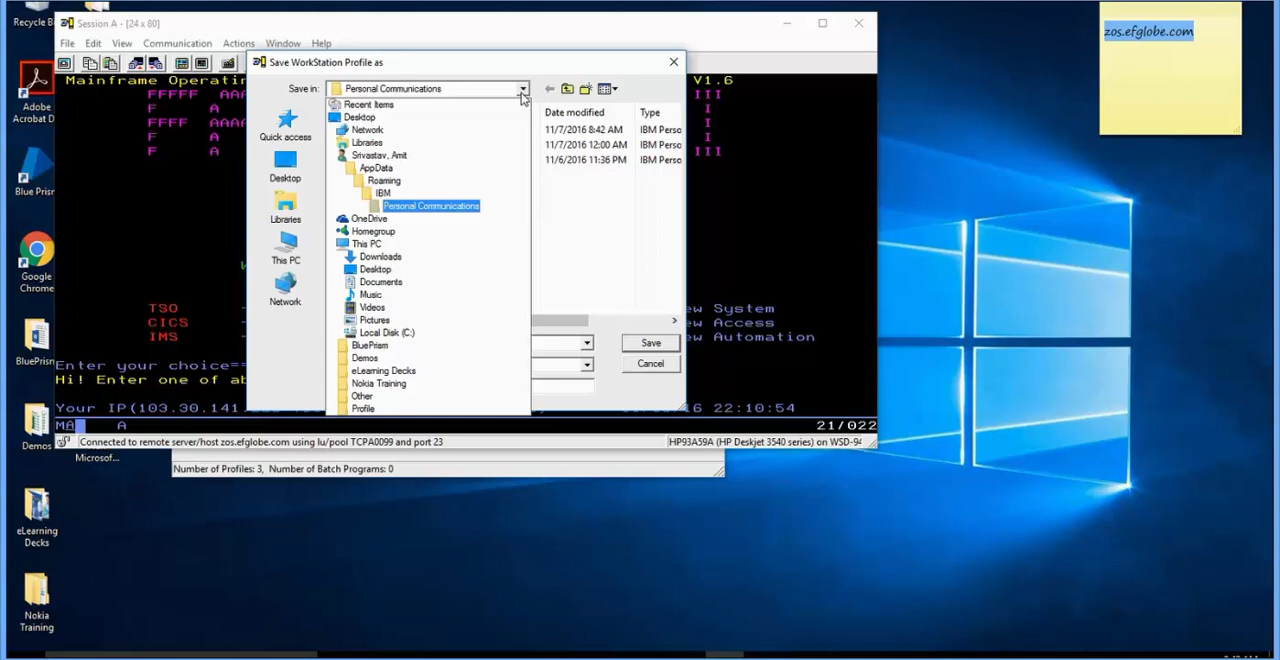 Recycle Bi
Session A - [24 x 80]
zos.efglobe.com
File Edit View Communication Actions Window Help
Save WorkStation Profile as
Mainframe Operati
V1.6
Save in: Personal Communications
FFFFF AAA
III
F A
I
FFFF AAAA
I
F A
I
F A
III
Recent Items
Desktop
Network
Libraries
Srivastav, Amit
AppData
Roaming
IBM
Personal Communications
OneDrive
Homegroup
This PC
Downloads
Desktop
Documents
Music
Videos
Pictures
Local Disk (C:)
BluePrism
Demos
eLearning Decks
Nokia Training
Other
Profile
Date modified Type
11/7/2016 8:42 AM IBM Perso
11/7/2016 12:00 AM IBM Perso
11/6/2016 11:36 PM IBM Perso
Quick access
Desktop
Libraries
This PC
Network
Save
Cancel
TSO
ew System
CICS
ew Access
IMS
ew Automation
Enter your choice==
Hi! Enter one of ab
Your IP(103.30.141.
16 22:10:54
MA A
21/022
Connected to remote server/host zos.efglobe.com using lu/pool TCPA0099 and port 23
HP93A59A (HP Deskjet 3540 series) on WSD-94
Number of Profiles: 3, Number of Batch Programs: 0
Adobe
Acrobat D
Blue Prism
Google
Chrome
BluePrism
Demos
Microsof...
eLearning
Decks
Nokia
Training